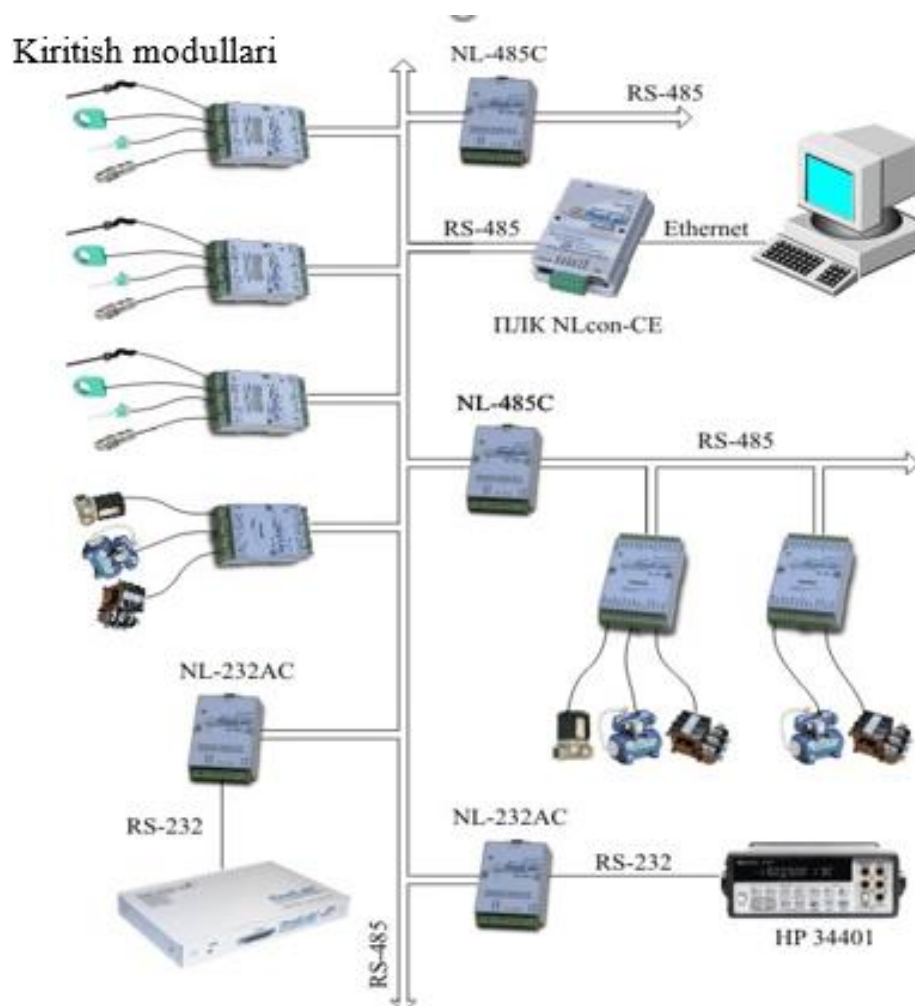 Kiritish modullari
NL-485C
RS-485
RS-485
Ethernet
ПЛК NLcon-CE
NL-485C
RS-485
NL-232AC
RS-232
NL-232AC
RS-232
HP 34401
RS-485